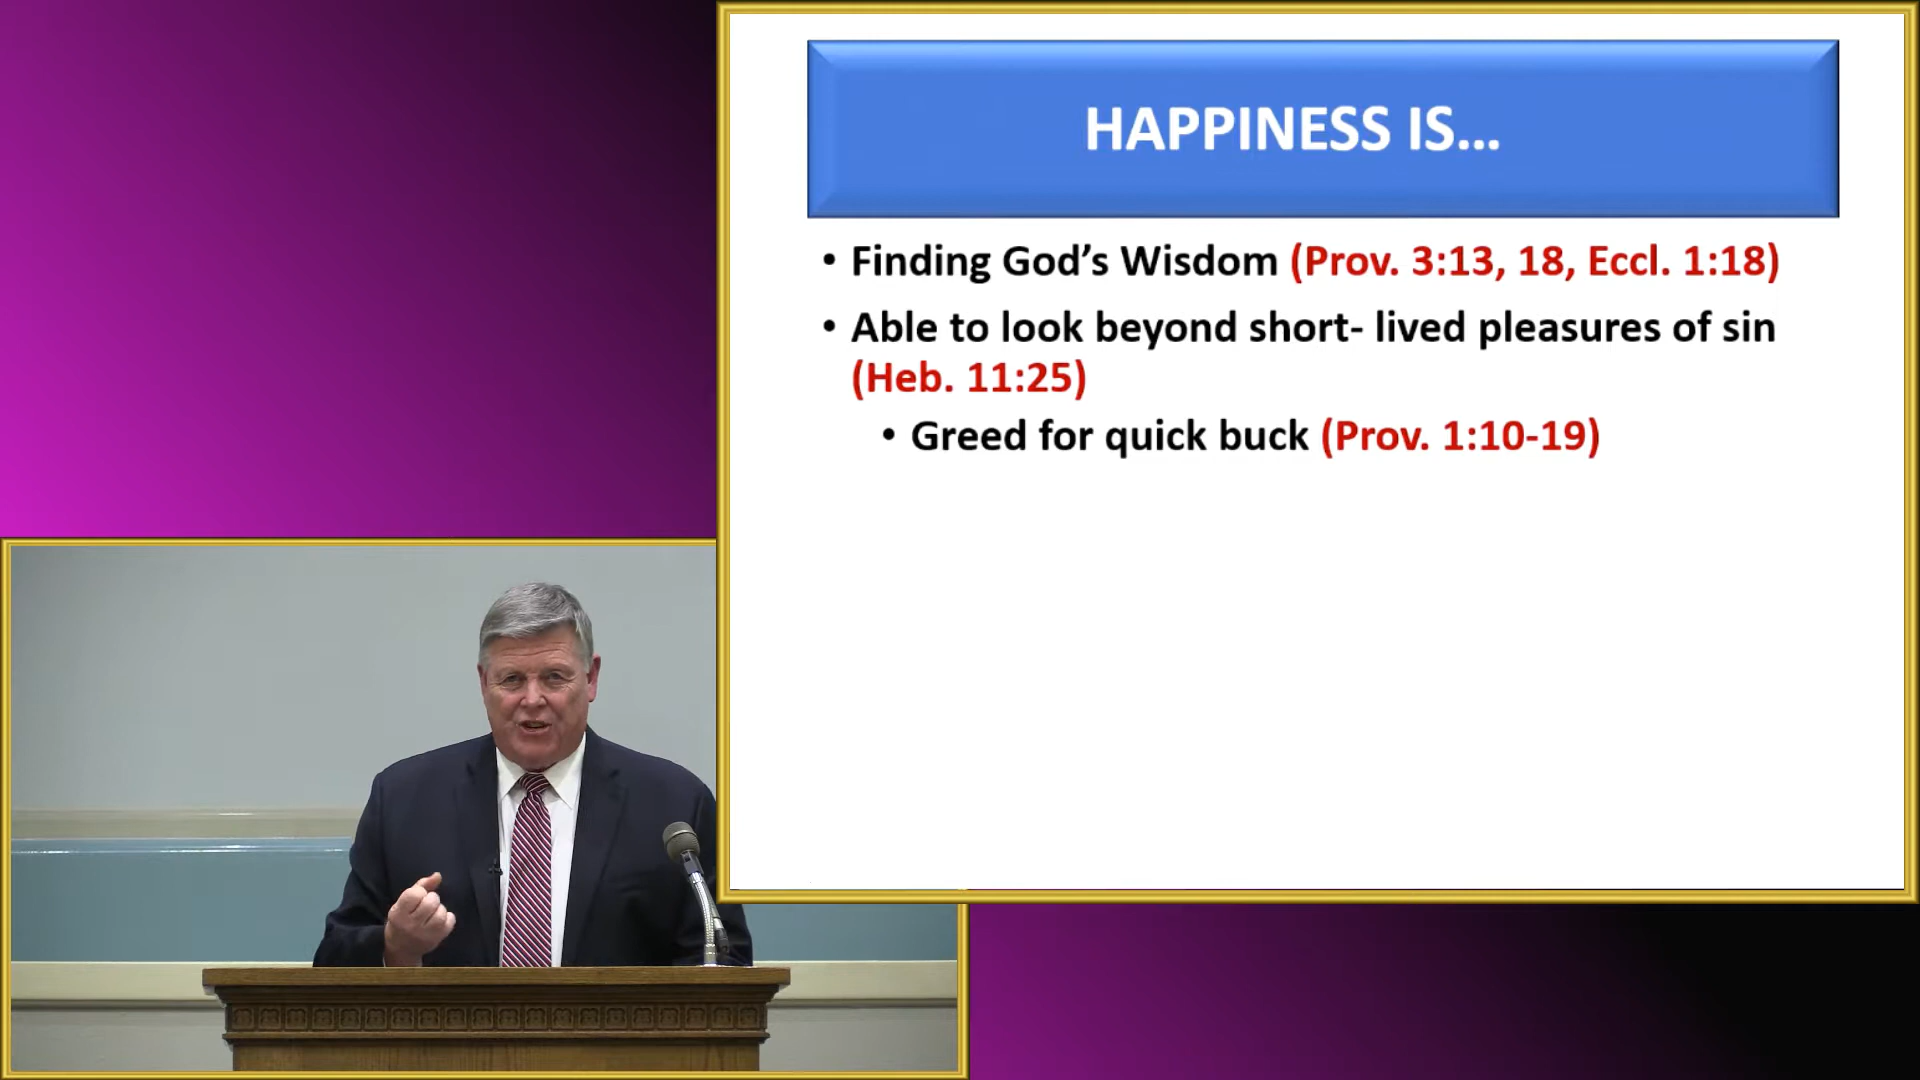 HAPPINESS IS...
• Finding God’s Wisdom (Prov. 3:13, 18, Eccl. 1:18)
• Able to look beyond short- lived pleasures of sin
(Heb. 11:25)
• Greed for quick buck (Prov. 1:10-19)